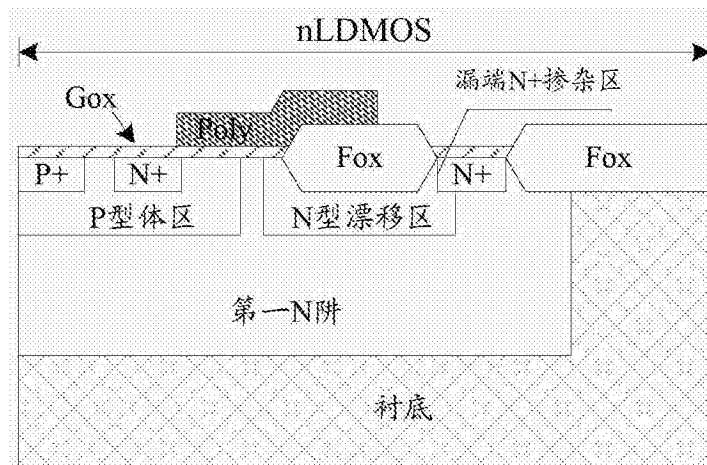 nLDMOS
漏端N+掺杂区
Gox
Poly
Fox
Fox
P+
N+
N+
P型体区
N型漂移区
第一N阱
衬底